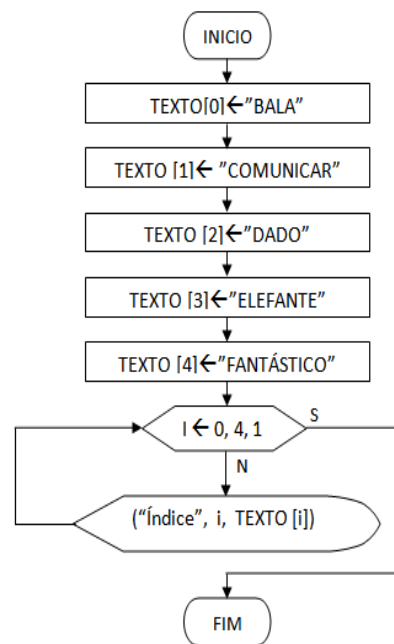 INICIO
TEXTO[0]←”BALA”
TEXTO [1]← ”COMUNICAR”
TEXTO [2]←”DADO”
TEXTO [3]←”ELEFANTE”
TEXTO [4]←”FANTÁSTICO”
I ← 0, 4, 1
S
N
(“Índice”, i, TEXTO [i])
FIM